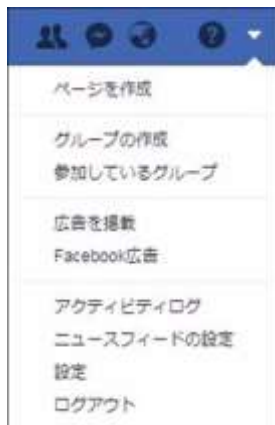 ページを作成
グループの作成
参加しているグループ
広告を掲載
Facebook広告
アクティビティログ
ニュースフィードの設定
設定
ログアウト